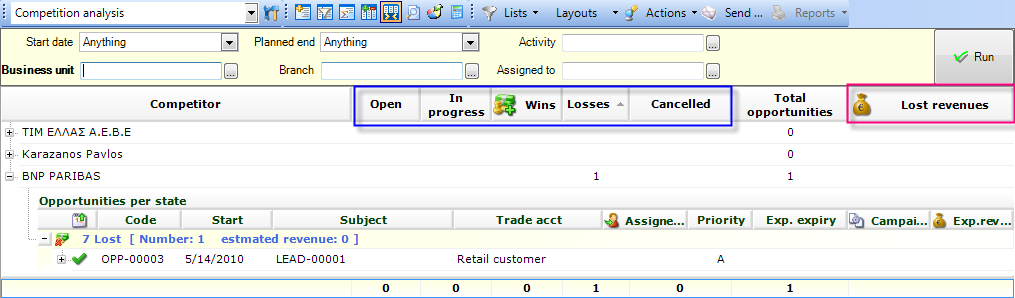 Competition analysis Lists Layouts Actions Send ... Reports
Start date Anything Planned end Anything Activity ...
Business unit ... Branch ... Assigned to ... Run
Competitor Open In progress Wins Losses Cancelled Total opportunities Lost revenues
ΤΙΜ ΕΛΛΑΣ Α.Ε.Β.Ε 0
Karazanos Pavlos 0
BNP PARIBAS 1 1
Opportunities per state
Code Start Subject Trade acct Assigne... Priority Exp. expiry Campai... Exp.rev...
7 Lost [ Number: 1 estmated revenue: 0 ]
OPP-00003 5/14/2010 LEAD-00001 Retail customer A
0 0 0 1 0 1